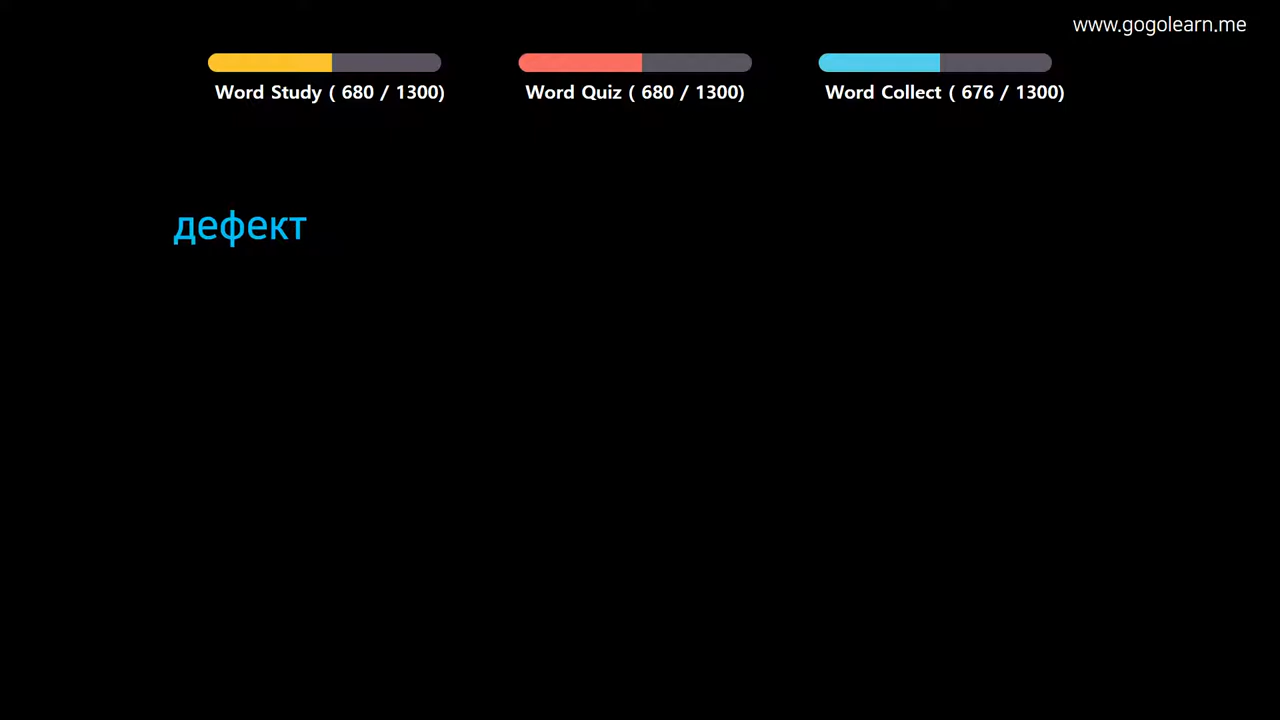 www.gogolearn.me
Word Study ( 680 / 1300)
Word Quiz ( 680 / 1300)
Word Collect ( 676 / 1300)
дефект